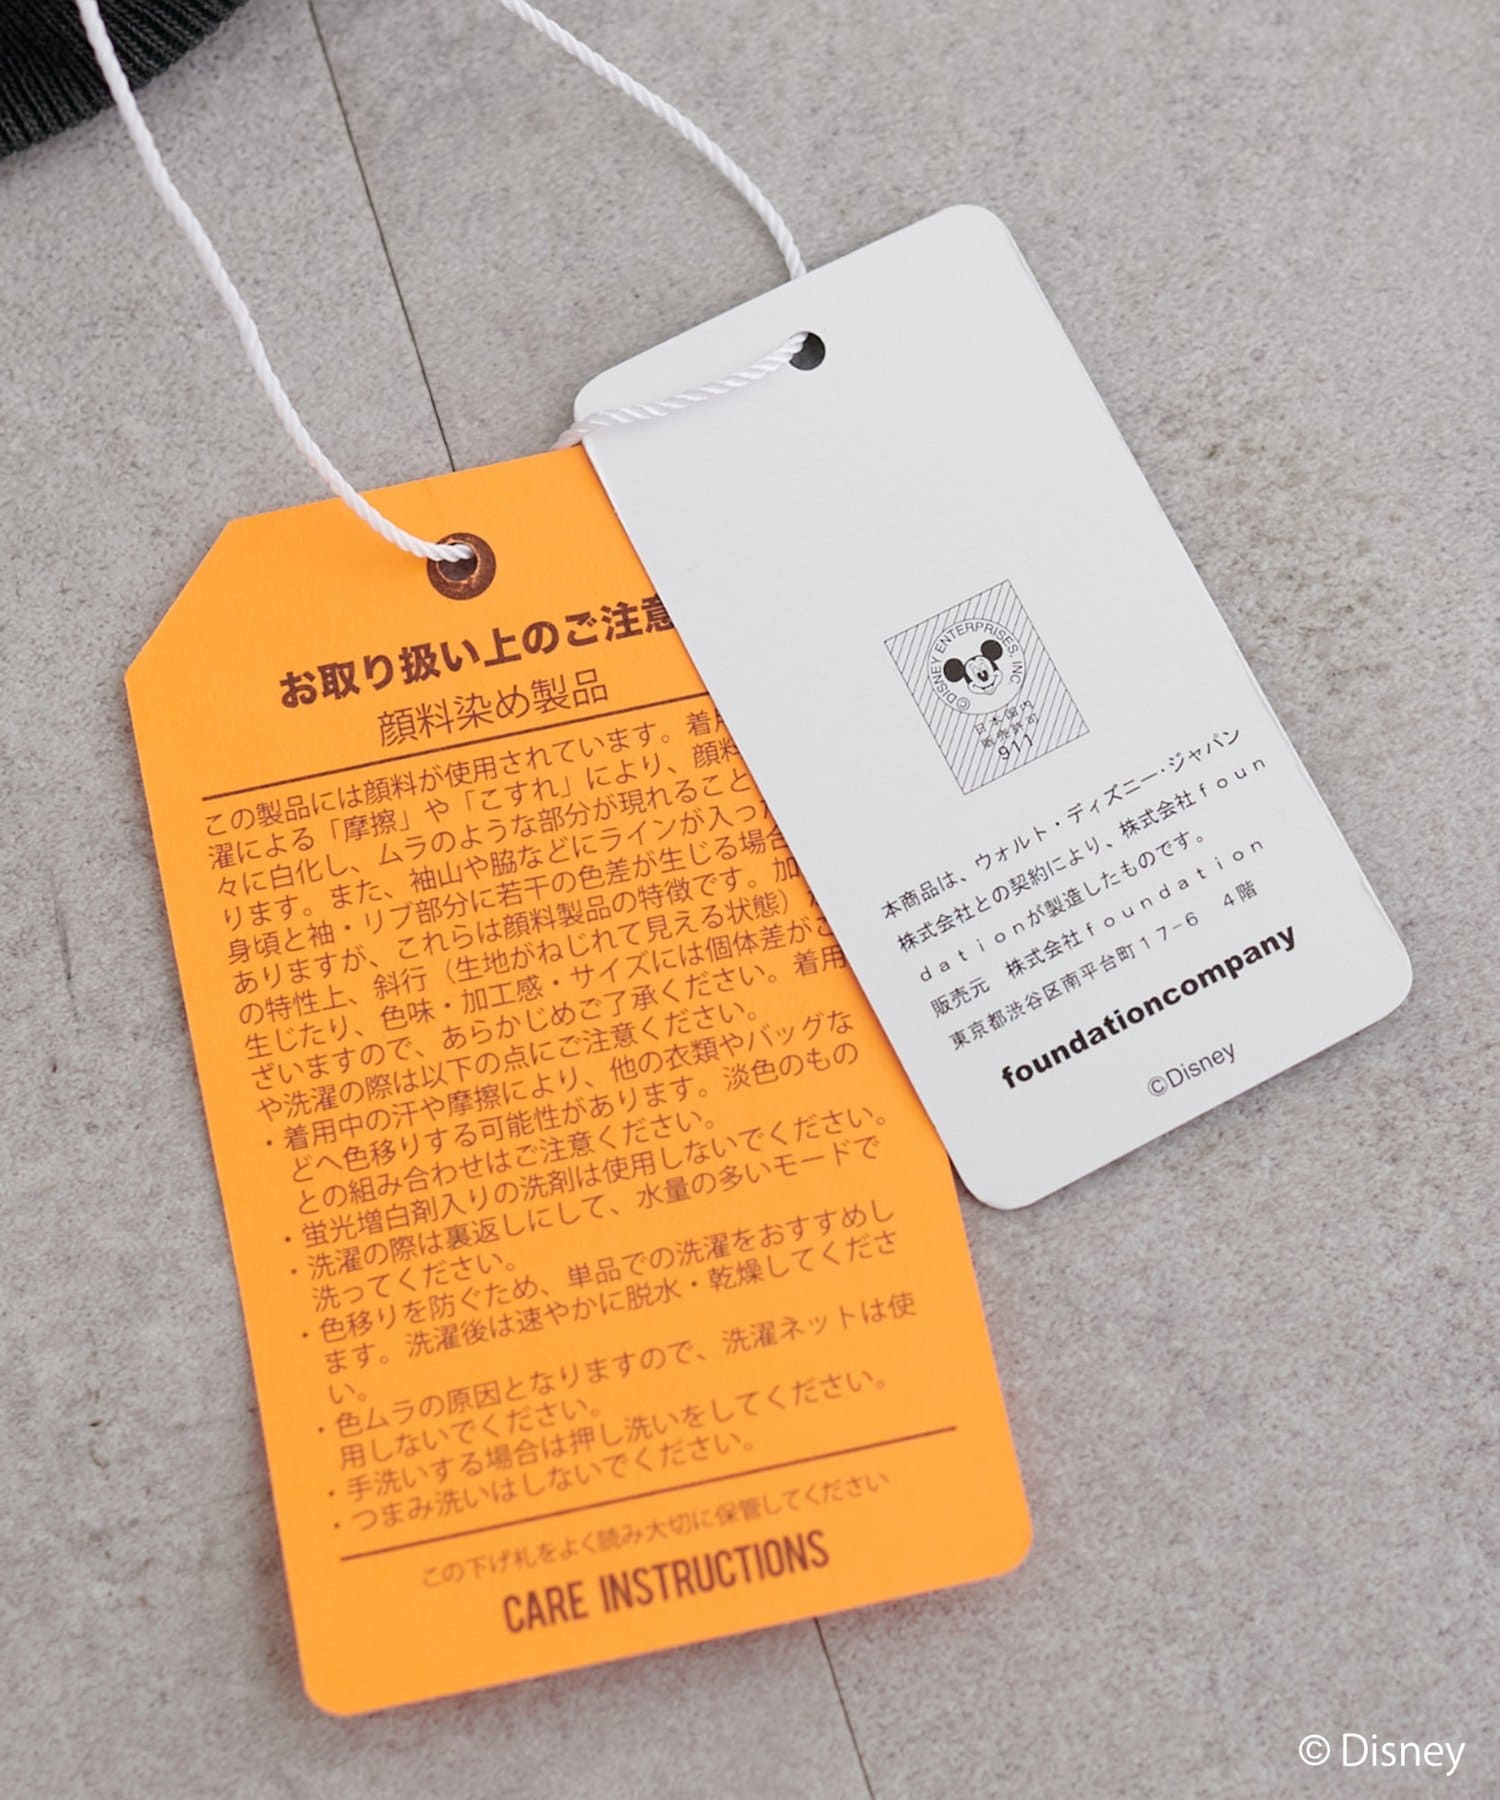 お取り扱い上のご注意
顔料染め製品
この製品には顔料が使用されています。着用
濯による「摩擦」や「こすれ」により、顔料
々に白化し、ムラのような部分が現れること
ります。また、袖山や脇などにラインが入った
身頃と袖・リブ部分に若干の色差が生じる場合
ありますが、これらは顔料製品の特徴です。加
の特性上、斜行（生地がねじれて見える状態）が
生じたり、色味・加工感・サイズには個体差がご
ざいますので、あらかじめご了承ください。着用
や洗濯の際は以下の点にご注意ください。
・着用中の汗や摩擦により、他の衣類やバッグな
どへ色移りする可能性があります。淡色のもの
との組み合わせはご注意ください。
・蛍光増白剤入りの洗剤は使用しないでください。
・洗濯の際は裏返しにして、水量の多いモードで
洗ってください。
・色移りを防ぐため、単品での洗濯をおすすめし
ます。洗濯後は速やかに脱水・乾燥してくださ
い。
・色ムラの原因となりますので、洗濯ネットは使
用しないでください。
・手洗いする場合は押し洗いをしてください。
・つまみ洗いはしないでください。
この下げ札をよく読み大切に保管してください
CARE INSTRUCTIONS
©DISNEY ENTERPRISES, INC
日本国内
販売許可
911
本商品は、ウォルト・ディズニー・ジャパン
株式会社との契約により、株式会社ｆｏｕｎ
ｄａｔｉｏｎが製造したものです。
販売元　株式会社ｆｏｕｎｄａｔｉｏｎ
東京都渋谷区南平台町１７−６　４階
foundationcompany
©Disney
© Disney